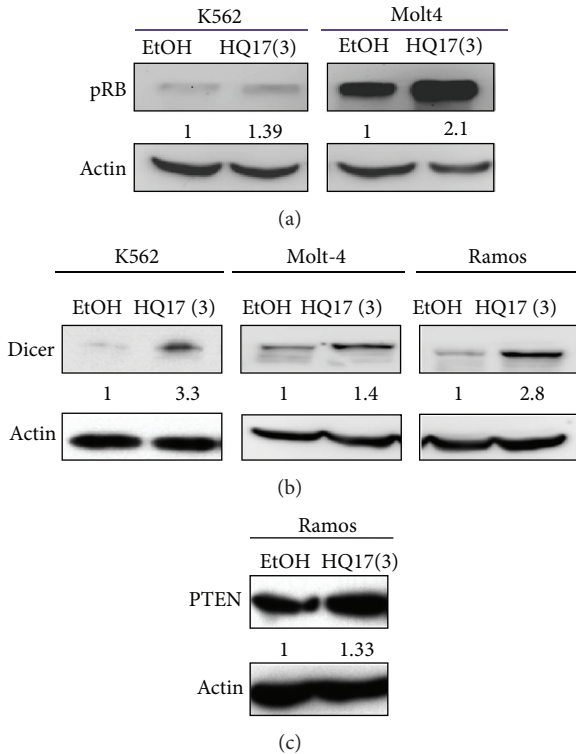 K562 Molt4
EtOH HQ17(3) EtOH HQ17(3)
pRB
1 1.39 1 2.1
Actin
(a)
K562 Molt-4 Ramos
EtOH HQ17 (3) EtOH HQ17 (3) EtOH HQ17 (3)
Dicer
1 3.3 1 1.4 1 2.8
Actin
(b)
Ramos
EtOH HQ17(3)
PTEN
1 1.33
Actin
(c)